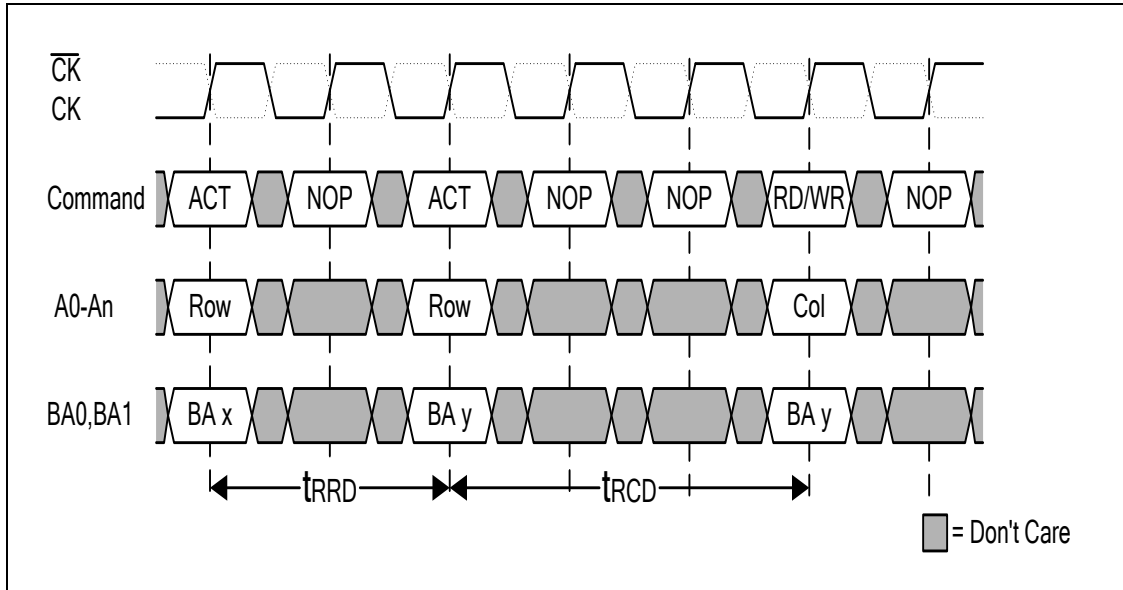 CK
CK
Command ACT NOP ACT NOP NOP RD/WR NOP
A0-An Row Row Col
BA0,BA1 BA x BA y BA y
tRRD tRCD
= Don't Care